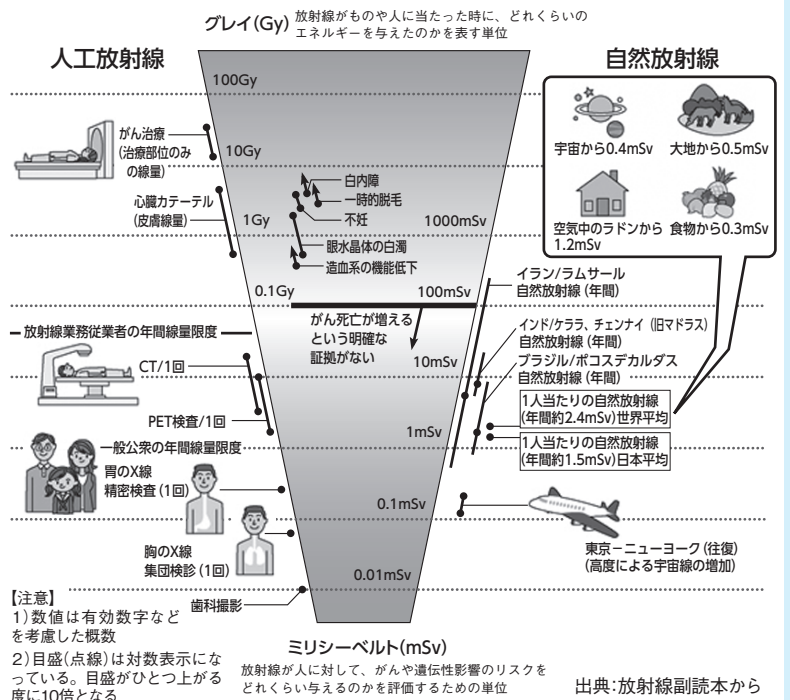 グレイ(Gy)
放射線がものや人に当たった時に、どれくらいの
エネルギーを与えたのかを表す単位
人工放射線
自然放射線
100Gy
がん治療
(治療部位のみ
の線量)
10Gy
心臓カテーテル
(皮膚線量)
1Gy
白内障
一時的脱毛
不妊
眼水晶体の白濁
造血系の機能低下
1000mSv
宇宙から0.4mSv
大地から0.5mSv
空気中のラドンから
1.2mSv
食物から0.3mSv
0.1Gy
100mSv
がん死亡が増える
という明確な
証拠がない
イラン/ラムサール
自然放射線(年間)
インド/ケララ、チェンナイ(旧マドラス)
自然放射線(年間)
ブラジル/ポコスデカルダス
自然放射線(年間)
放射線業務従業者の年間線量限度
CT/1回
10mSv
PET検査/1回
1mSv
1人当たりの自然放射線
(年間約2.4mSv)世界平均
1人当たりの自然放射線
(年間約1.5mSv)日本平均
一般公衆の年間線量限度
胃のX線
精密検査(1回)
0.1mSv
胸のX線
集団検診(1回)
東京−ニューヨーク(往復)
(高度による宇宙線の増加)
0.01mSv
歯科撮影
【注意】
1)数値は有効数字など
を考慮した概数
2)目盛(点線)は対数表示にな
っている。目盛がひとつ上がる
度に10倍となる
ミリシーベルト(mSv)
放射線が人に対して、がんや遺伝性影響のリスクを
どれくらい与えるのかを評価するための単位
出典:放射線副読本から